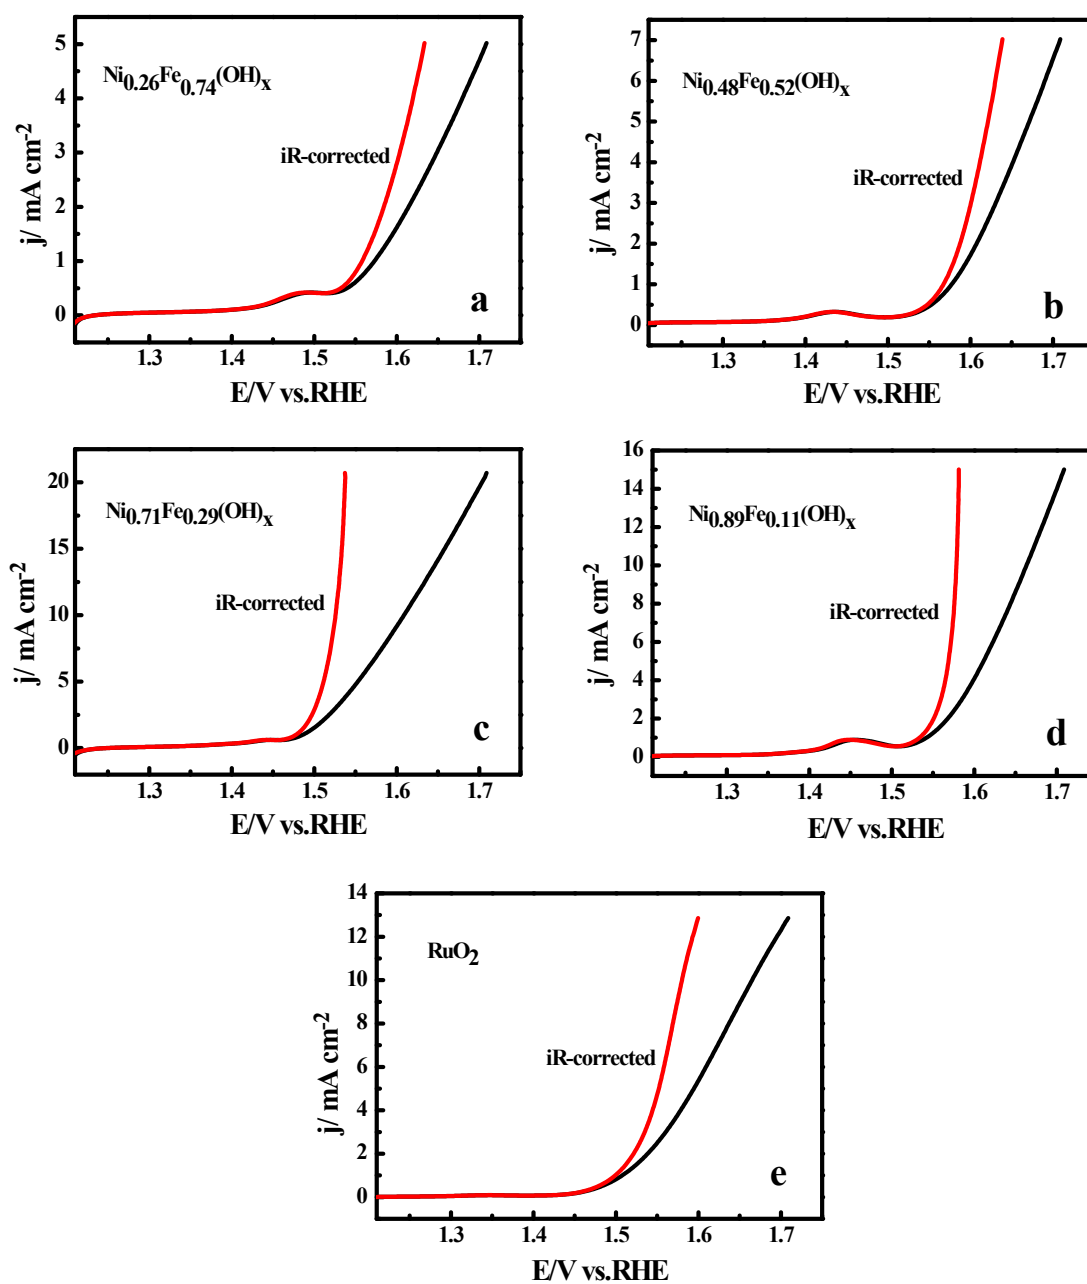 5
4
3
2
1
0
j/ mA cm-2
Ni0.26Fe0.74(OH)x
iR-corrected
a
1.3 1.4 1.5 1.6 1.7
E/V vs.RHE
7
6
5
4
3
2
1
0
j/ mA cm-2
Ni0.48Fe0.52(OH)x
iR-corrected
b
1.3 1.4 1.5 1.6 1.7
E/V vs.RHE
20
15
10
5
0
j/ mA cm-2
Ni0.71Fe0.29(OH)x
iR-corrected
c
1.3 1.4 1.5 1.6 1.7
E/V vs.RHE
16
14
12
10
8
6
4
2
0
j/ mA cm-2
Ni0.89Fe0.11(OH)x
iR-corrected
d
1.3 1.4 1.5 1.6 1.7
E/V vs.RHE
14
12
10
8
6
4
2
0
j/ mA cm-2
RuO2
iR-corrected
e
1.3 1.4 1.5 1.6 1.7
E/V vs.RHE